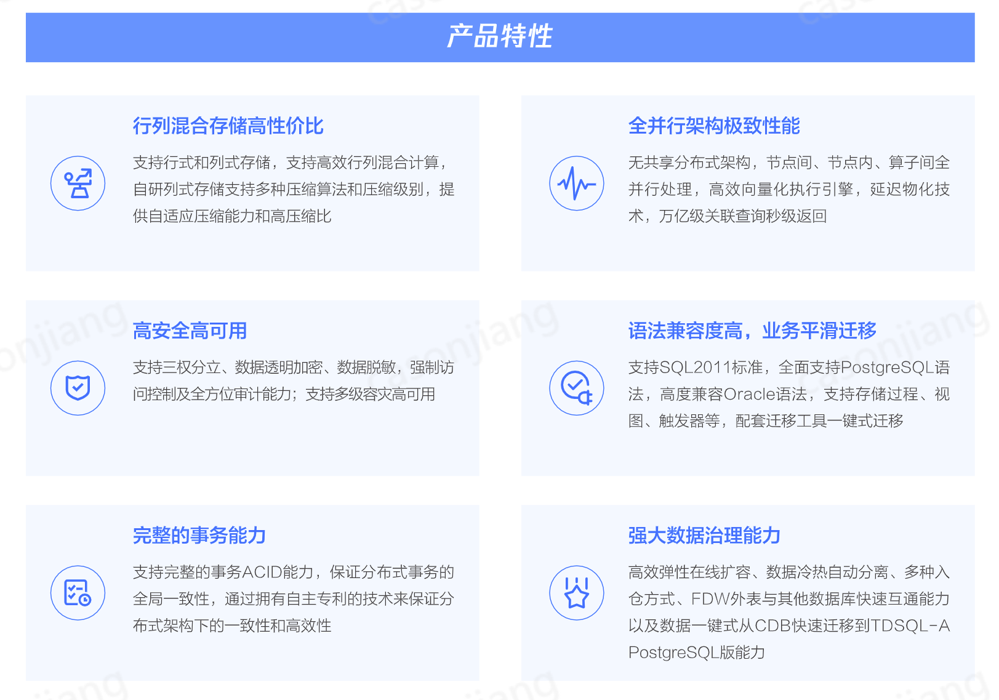 产品特性
行列混合存储高性价比
支持行式和列式存储，支持高效行列混合计算，
自研列式存储支持多种压缩算法和压缩级别，提
供自适应压缩能力和高压缩比
全并行架构极致性能
无共享分布式架构，节点间、节点内、算子间全
并行处理，高效向量化执行引擎，延迟物化技
术，万亿级关联查询秒级返回
高安全高可用
支持三权分立、数据透明加密、数据脱敏，强制访
问控制及全方位审计能力；支持多级容灾高可用
语法兼容度高，业务平滑迁移
支持SQL2011标准，全面支持PostgreSQL语
法，高度兼容Oracle语法，支持存储过程、视
图、触发器等，配套迁移工具一键式迁移
完整的事务能力
支持完整的事务ACID能力，保证分布式事务的
全局一致性，通过拥有自主专利的技术来保证分
布式架构下的一致性和高效性
强大数据治理能力
高效弹性在线扩容、数据冷热自动分离、多种入
仓方式、FDW外表与其他数据库快速互通能力
以及数据一键式从CDB快速迁移到TDSQL-A
PostgreSQL版能力
casonjiang
casonjiang